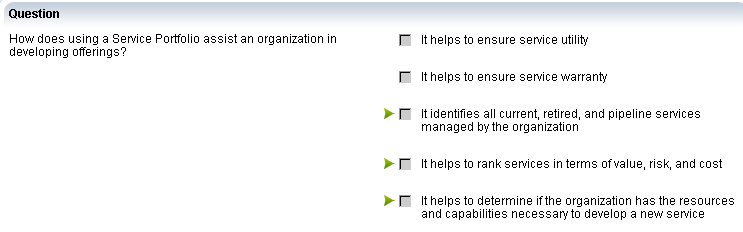 Question
How does using a Service Portfolio assist an organization in
developing offerings?
It helps to ensure service utility
It helps to ensure service warranty
It identifies all current, retired, and pipeline services
managed by the organization
It helps to rank services in terms of value, risk, and cost
It helps to determine if the organization has the resources
and capabilities necessary to develop a new service